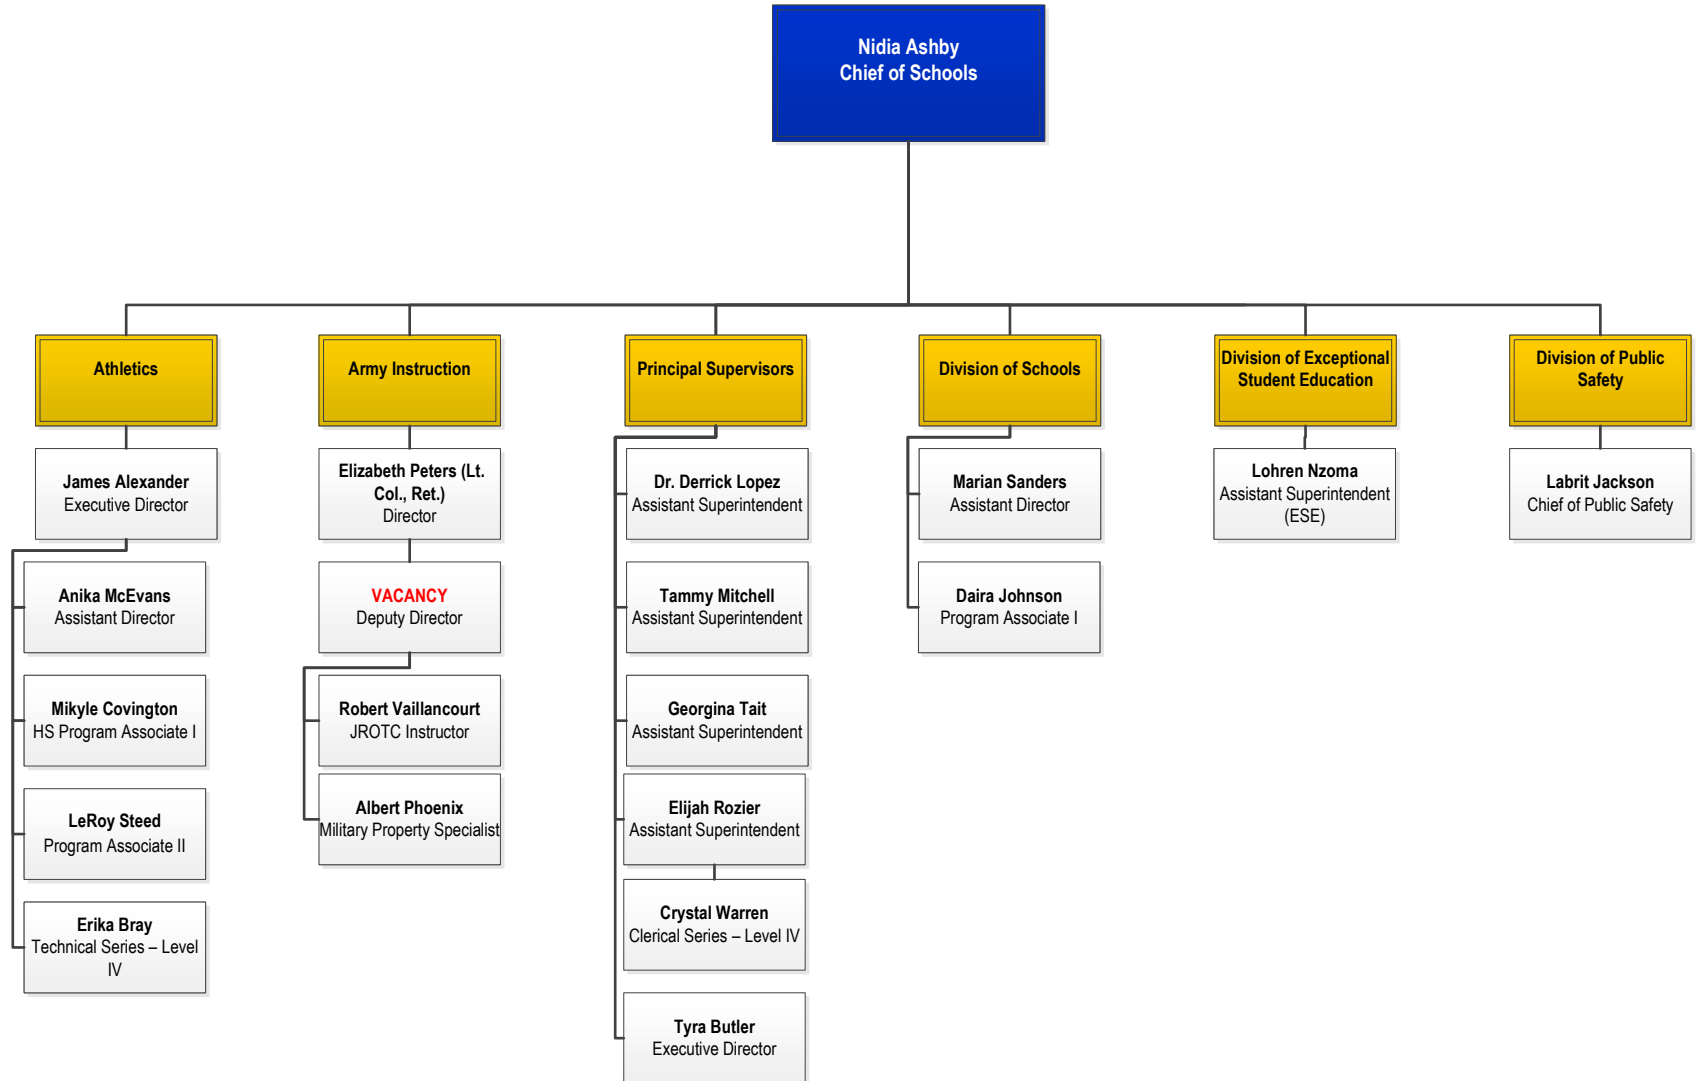 Nidia Ashby
Chief of Schools
Athletics
Army Instruction
Principal Supervisors
Division of Schools
Division of Exceptional
Student Education
Division of Public
Safety
James Alexander
Executive Director
Anika McEvans
Assistant Director
Mikyle Covington
HS Program Associate I
LeRoy Steed
Program Associate II
Erika Bray
Technical Series – Level
IV
Elizabeth Peters (Lt.
Col., Ret.)
Director
VACANCY
Deputy Director
Robert Vaillancourt
JROTC Instructor
Albert Phoenix
Military Property Specialist
Dr. Derrick Lopez
Assistant Superintendent
Tammy Mitchell
Assistant Superintendent
Georgina Tait
Assistant Superintendent
Elijah Rozier
Assistant Superintendent
Crystal Warren
Clerical Series – Level IV
Tyra Butler
Executive Director
Marian Sanders
Assistant Director
Daira Johnson
Program Associate I
Lohren Nzoma
Assistant Superintendent
(ESE)
Labrit Jackson
Chief of Public Safety